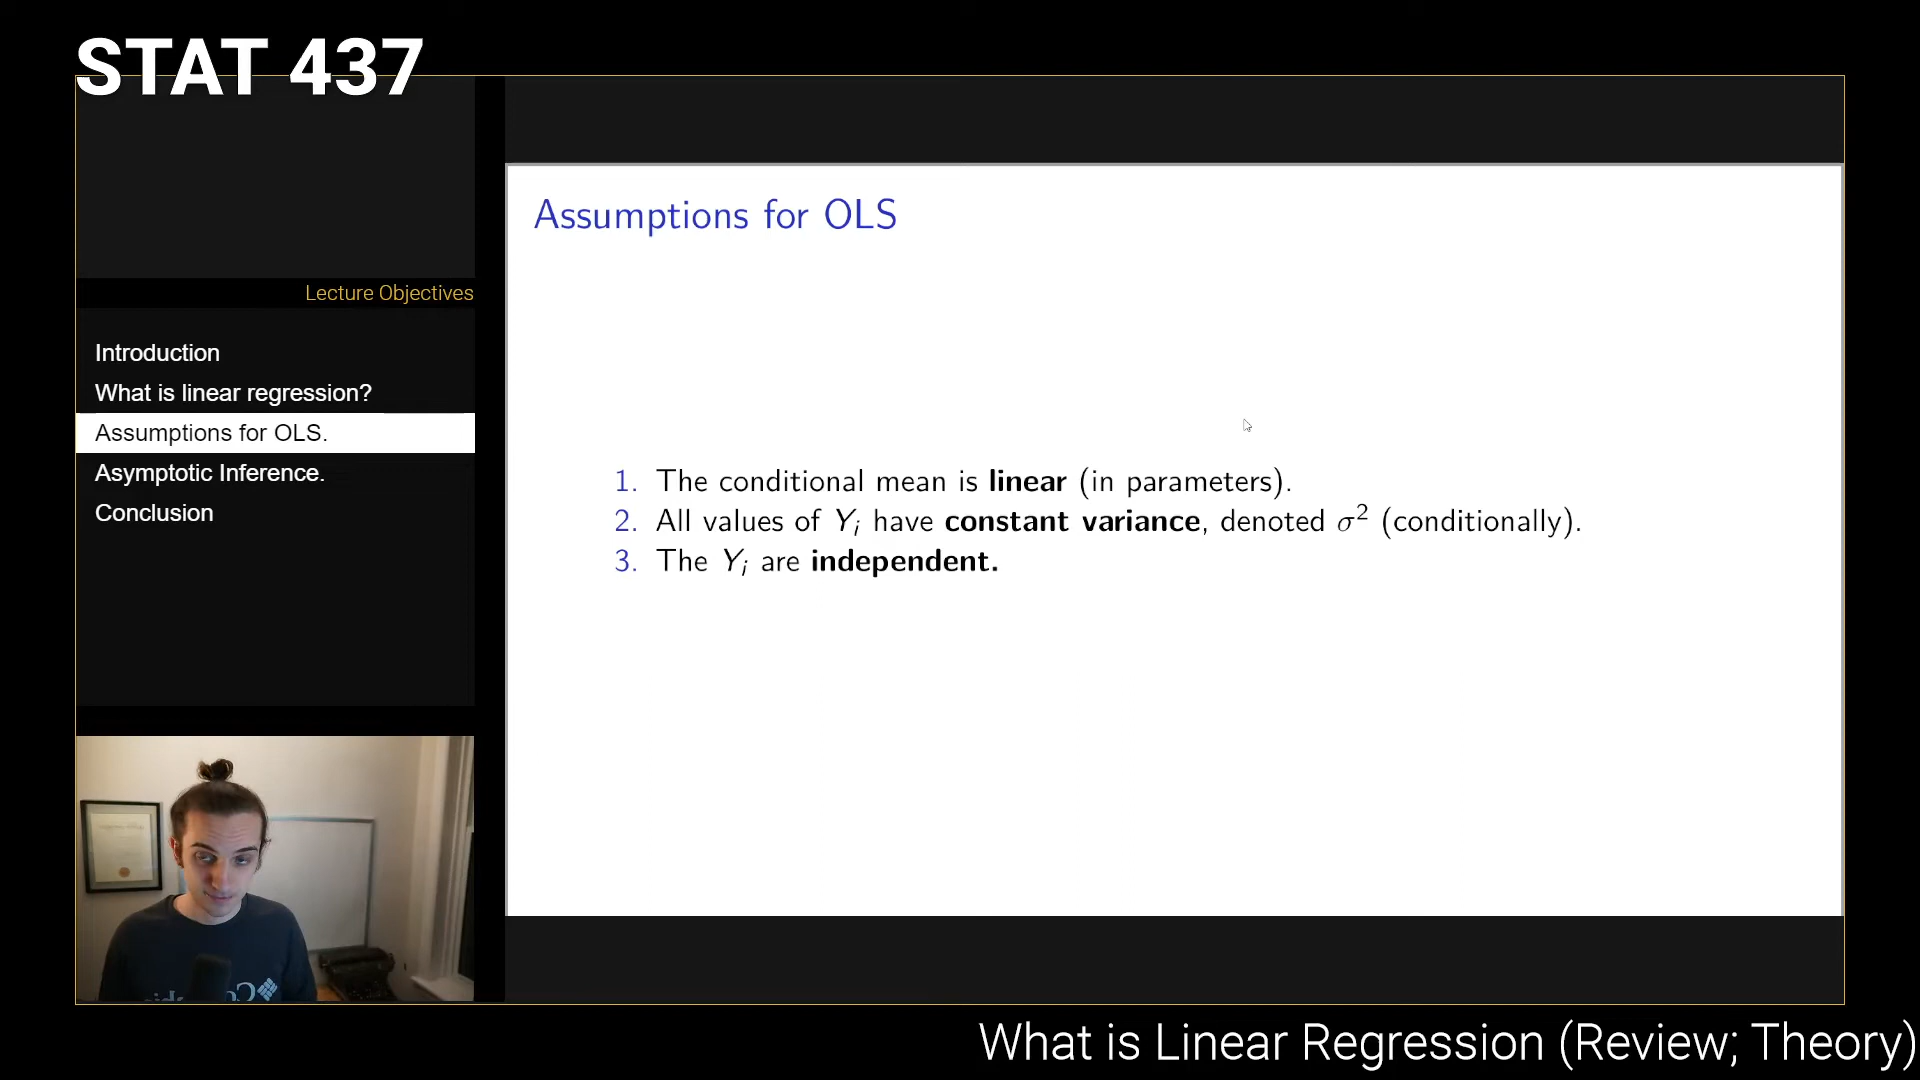 STAT 437
Lecture Objectives
Introduction
What is linear regression?
Assumptions for OLS.
Asymptotic Inference.
Conclusion
Assumptions for OLS
1. The conditional mean is linear (in parameters).
2. All values of Yᵢ have constant variance, denoted σ² (conditionally).
3. The Yᵢ are independent.
What is Linear Regression (Review; Theory)